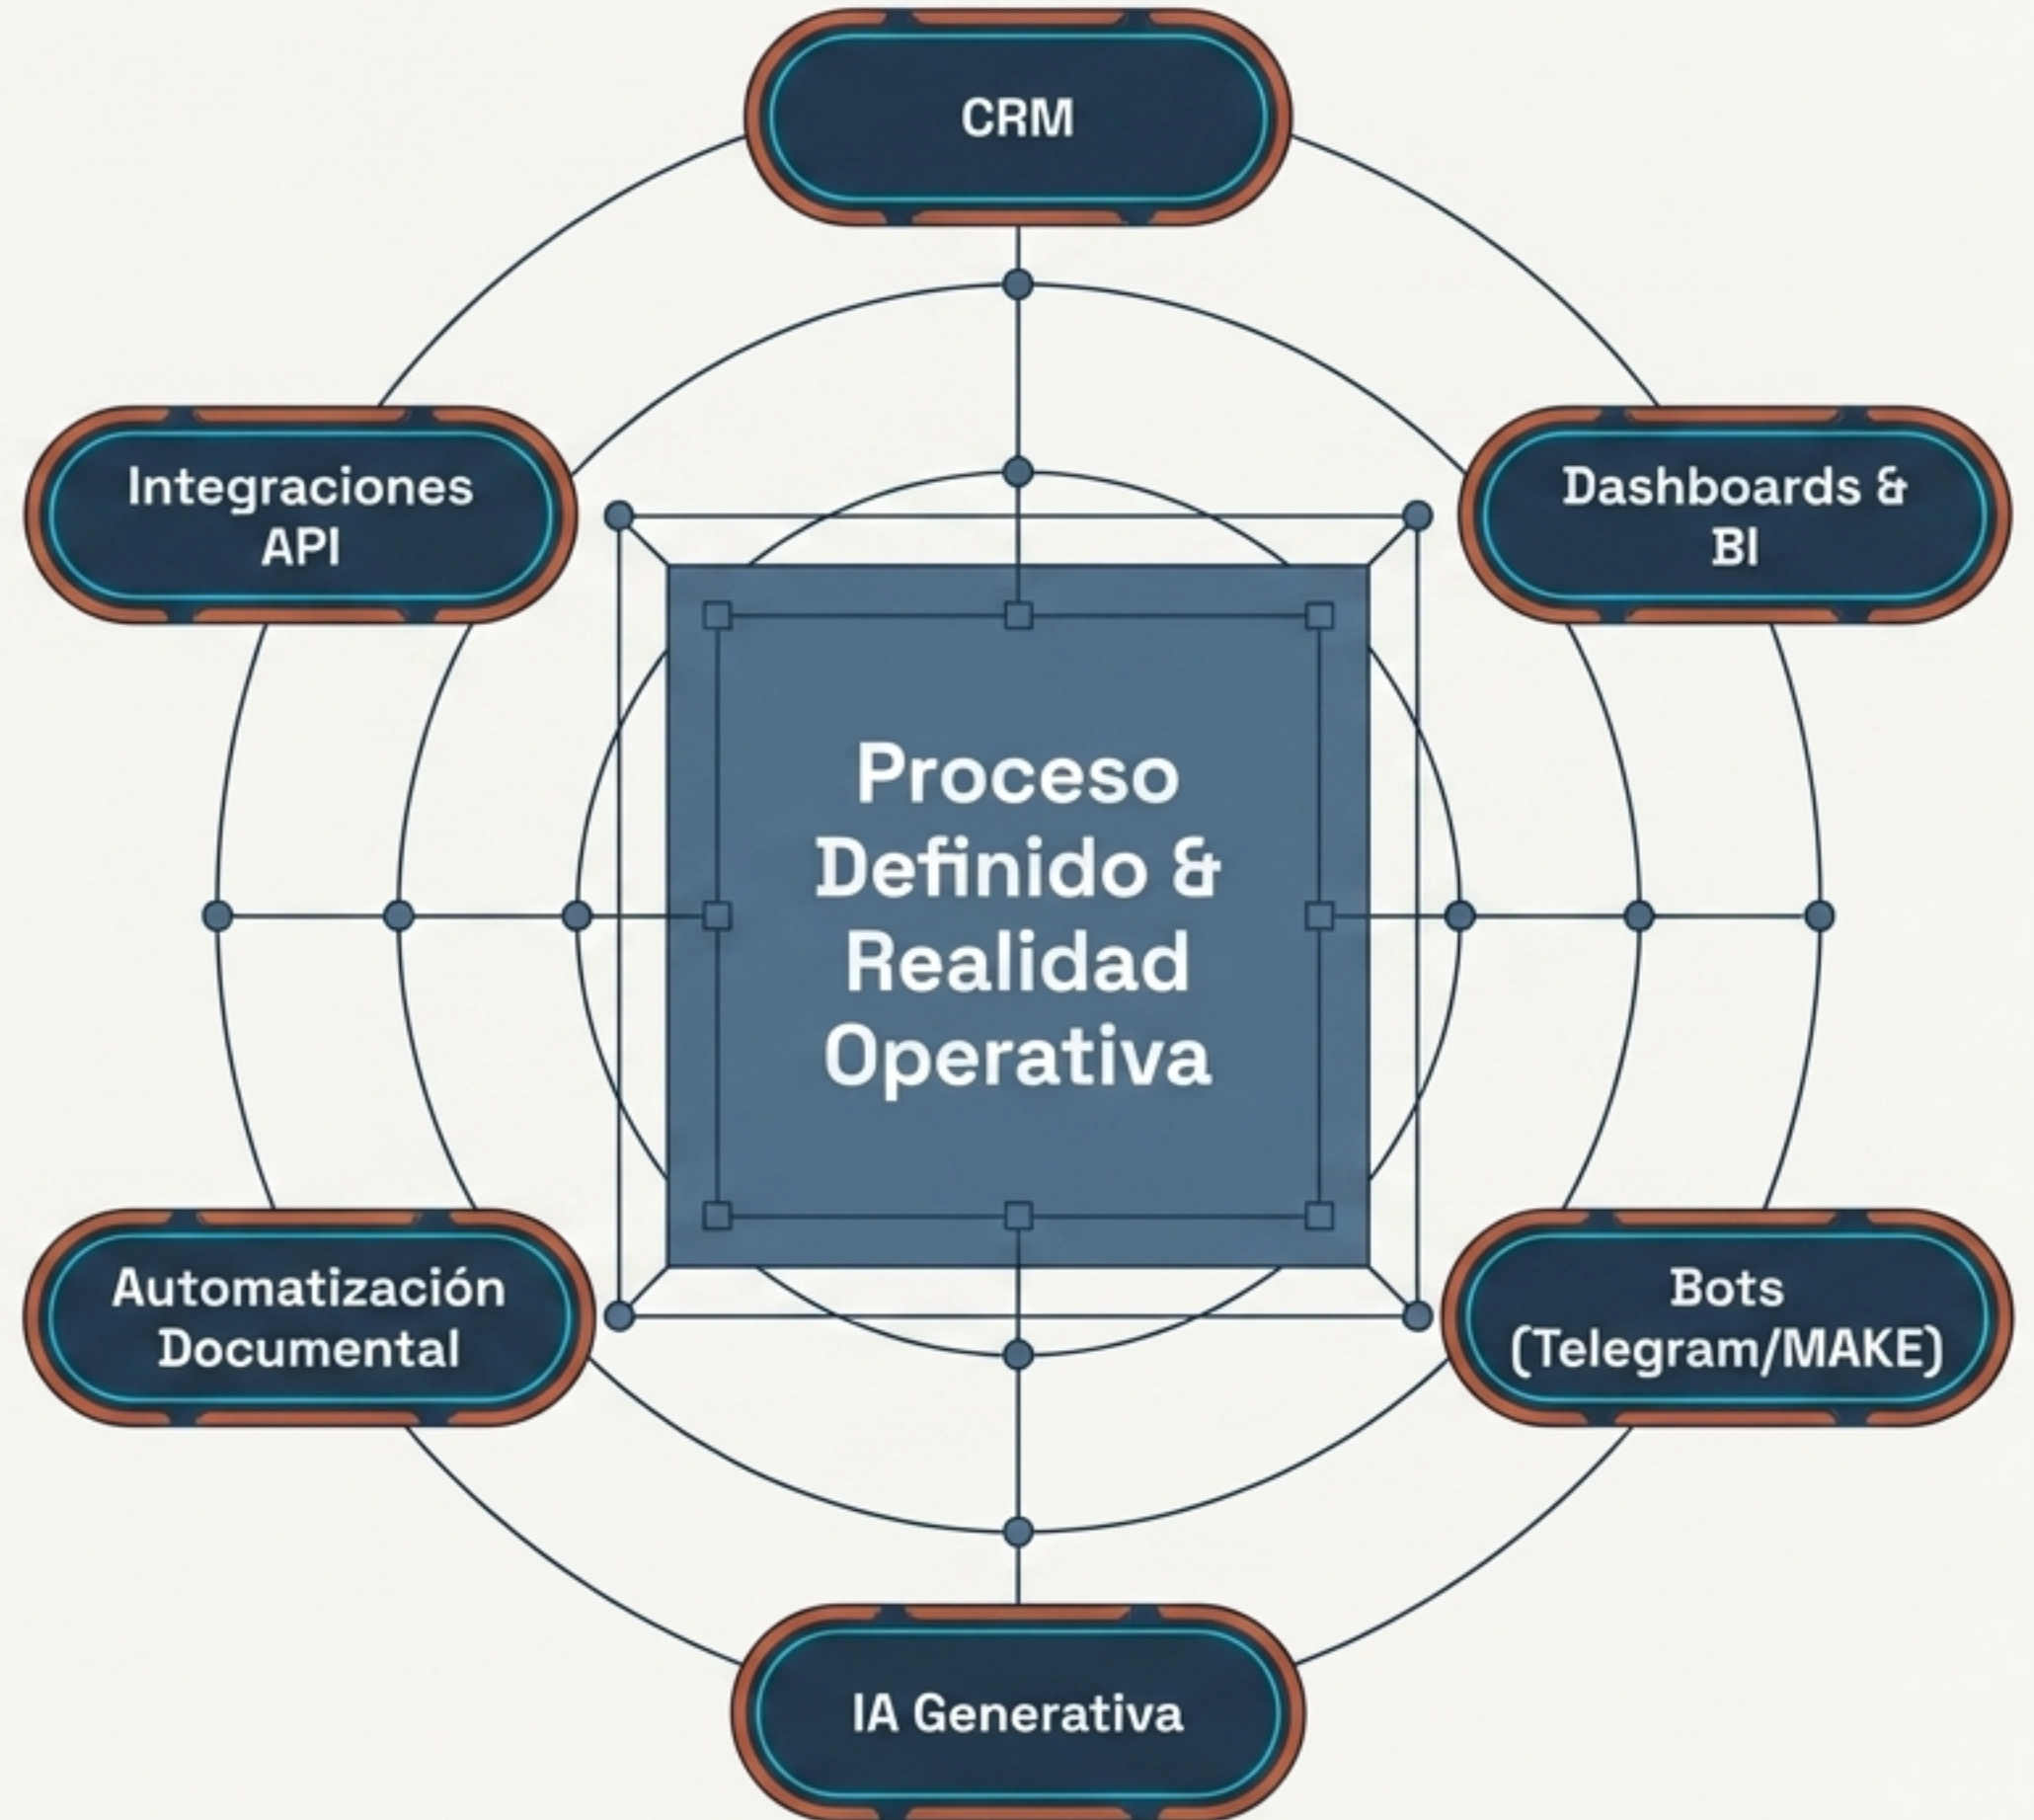 CRM
Integraciones
API
Dashboards &
BI
Proceso
Definido &
Realidad
Operativa
Automatización
Documental
Bots
(Telegram/MAKE)
IA Generativa